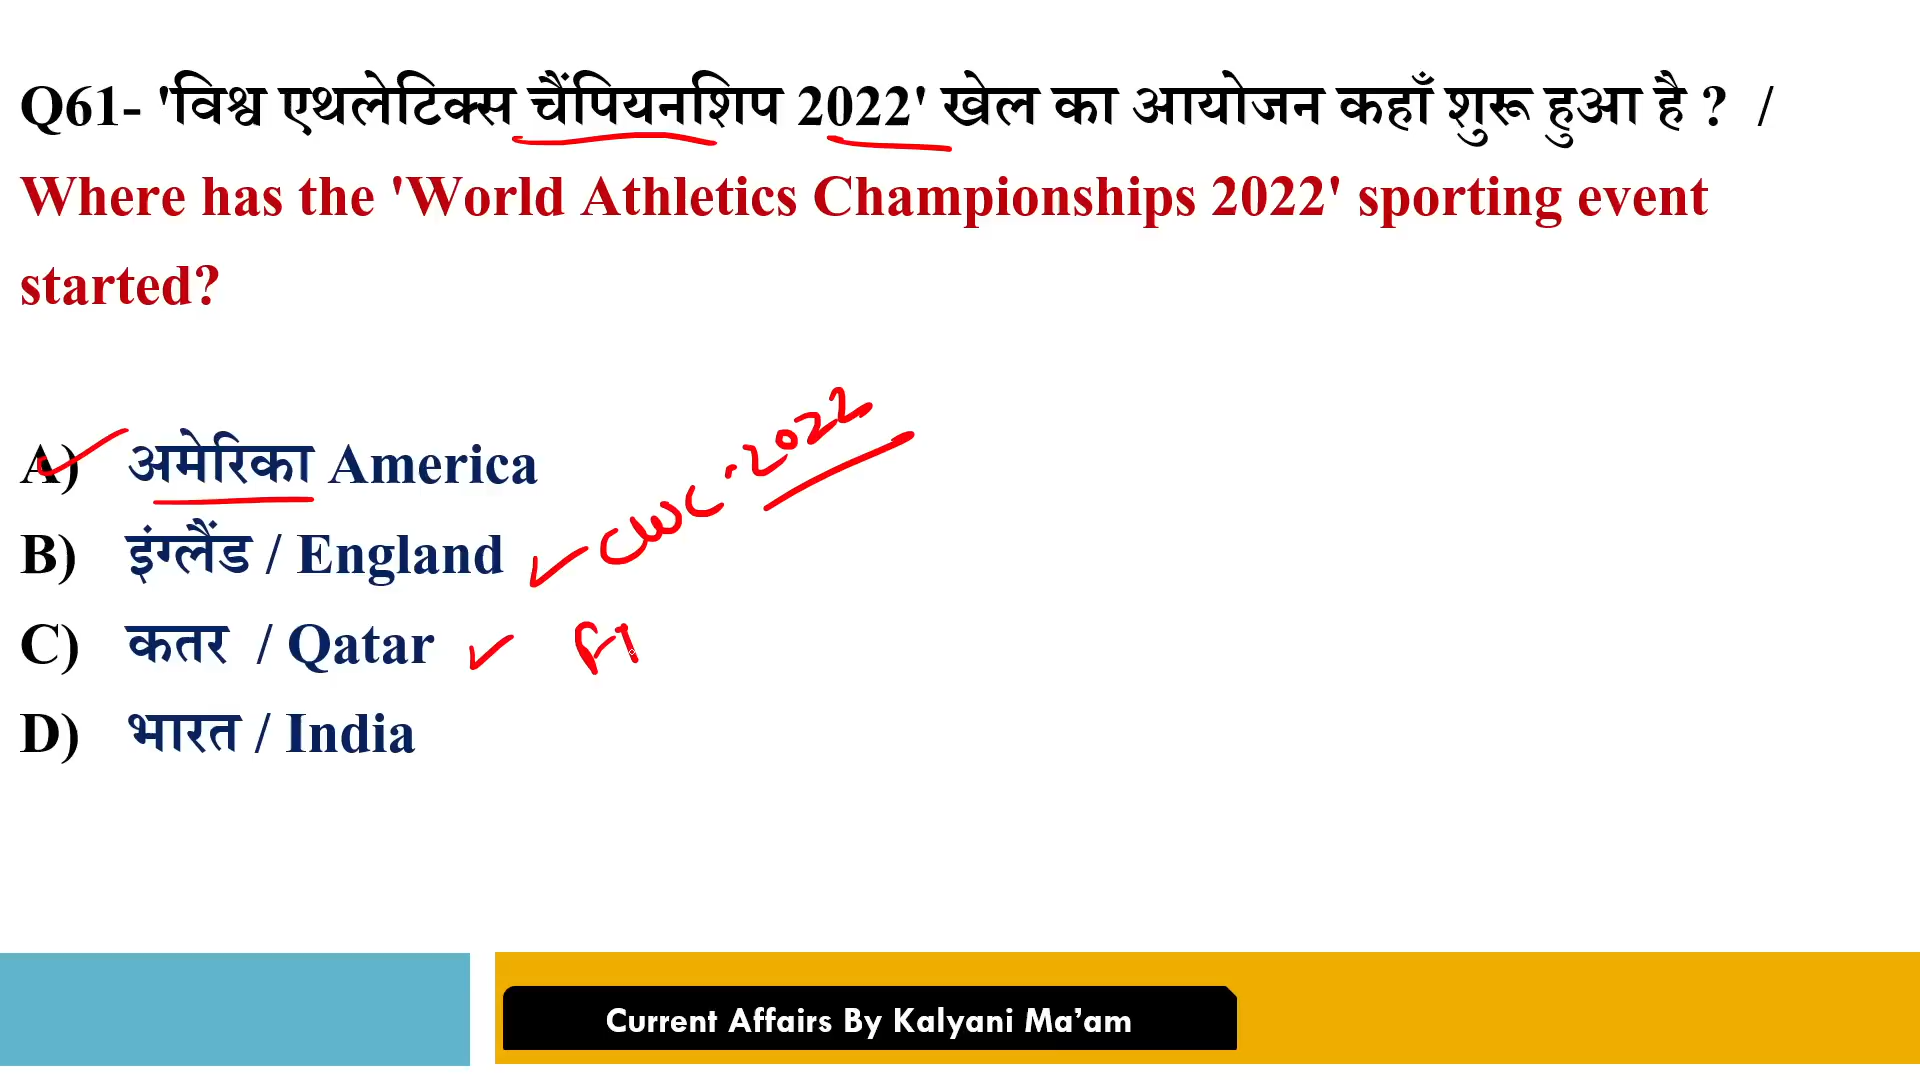 Q61- 'विश्व एथलेटिक्स चैंपियनशिप 2022' खेल का आयोजन कहाँ शुरू हुआ है ? /
Where has the 'World Athletics Championships 2022' sporting event
started?
A) अमेरिका America
CWC-2022
B) इंग्लैंड / England
C) कतर / Qatar
D) भारत / India
Current Affairs By Kalyani Ma’am